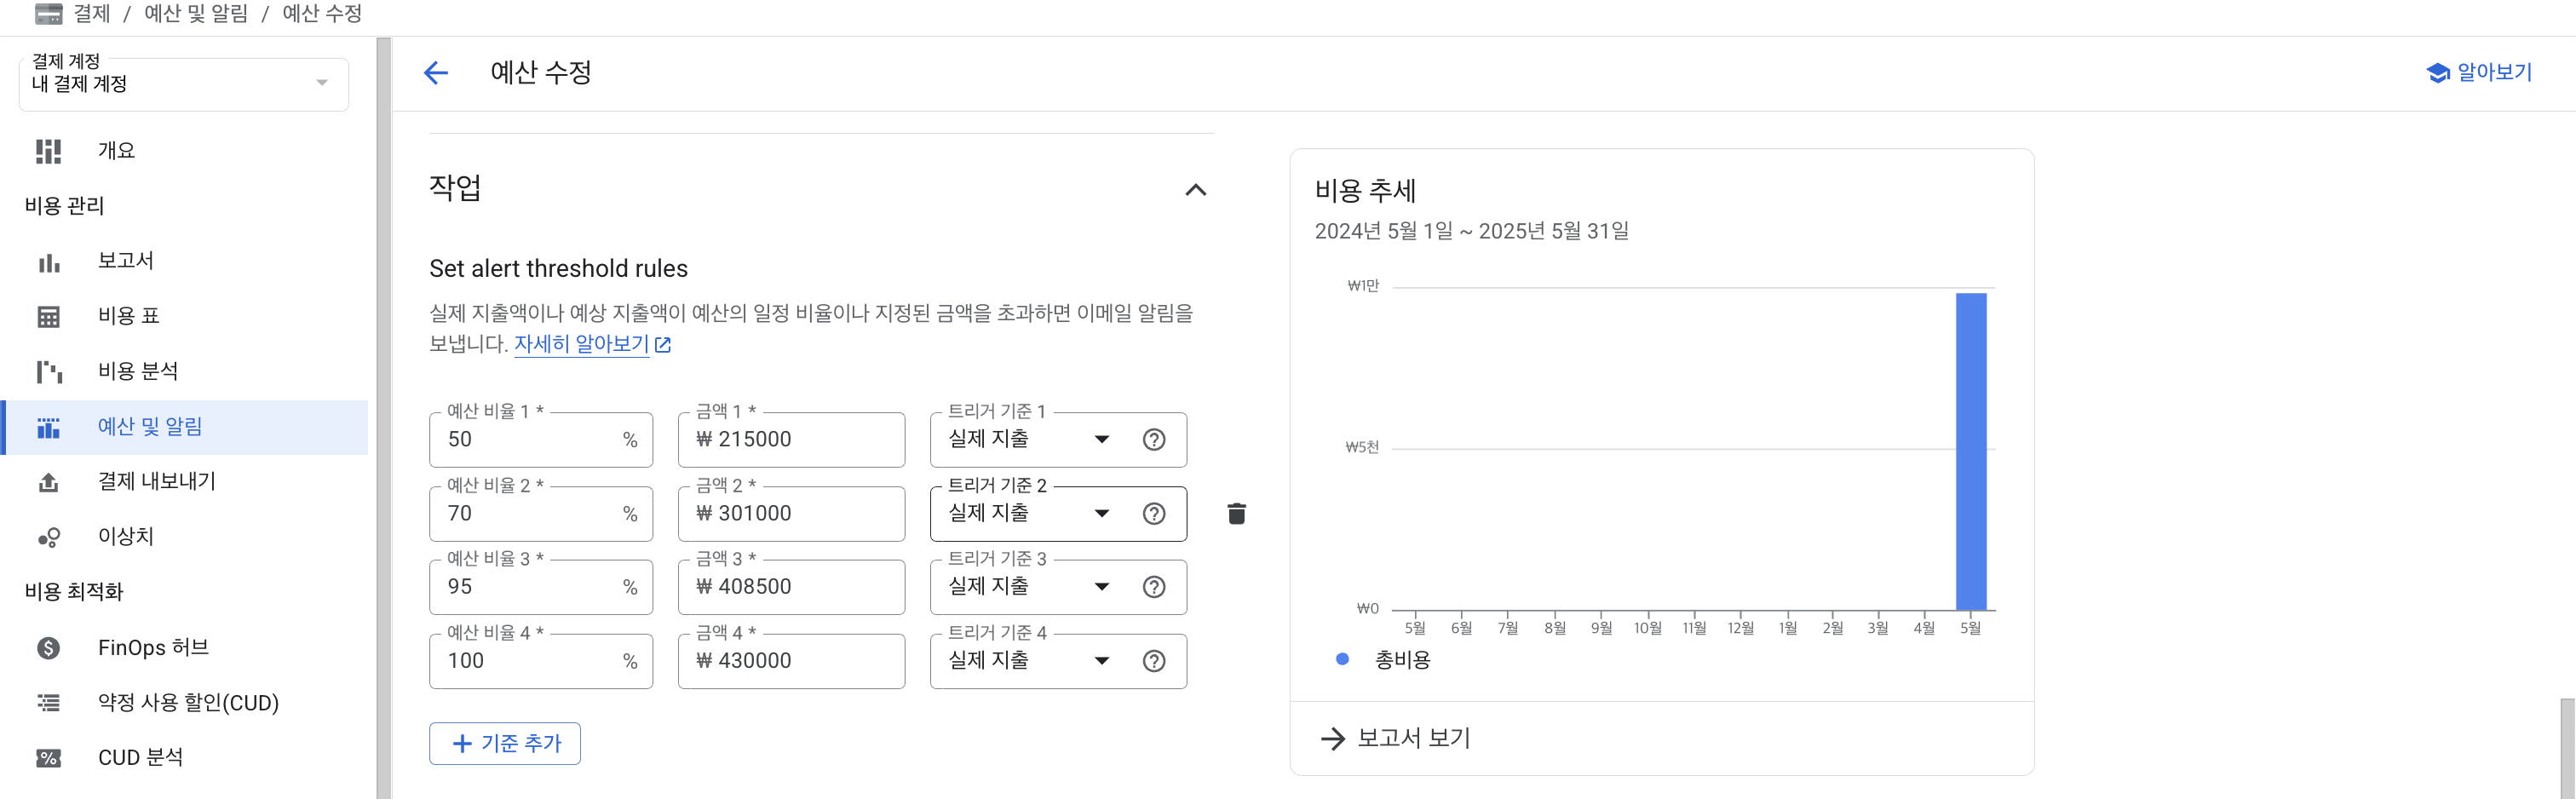 결제 / 예산 및 알림 / 예산 수정
결제 계정
내 결제 계정
개요
비용 관리
보고서
비용 표
비용 분석
예산 및 알림
결제 내보내기
이상치
비용 최적화
FinOps 허브
약정 사용 할인(CUD)
CUD 분석
예산 수정
알아보기
작업
Set alert threshold rules
실제 지출액이나 예상 지출액이 예산의 일정 비율이나 지정된 금액을 초과하면 이메일 알림을
보냅니다. 자세히 알아보기
예산 비율 1 * 금액 1 * 트리거 기준 1
50 % ₩ 215000 실제 지출
예산 비율 2 * 금액 2 * 트리거 기준 2
70 % ₩ 301000 실제 지출
예산 비율 3 * 금액 3 * 트리거 기준 3
95 % ₩ 408500 실제 지출
예산 비율 4 * 금액 4 * 트리거 기준 4
100 % ₩ 430000 실제 지출
+ 기준 추가
비용 추세
2024년 5월 1일 ~ 2025년 5월 31일
₩1만
₩5천
₩0
5월 6월 7월 8월 9월 10월 11월 12월 1월 2월 3월 4월 5월
총비용
보고서 보기